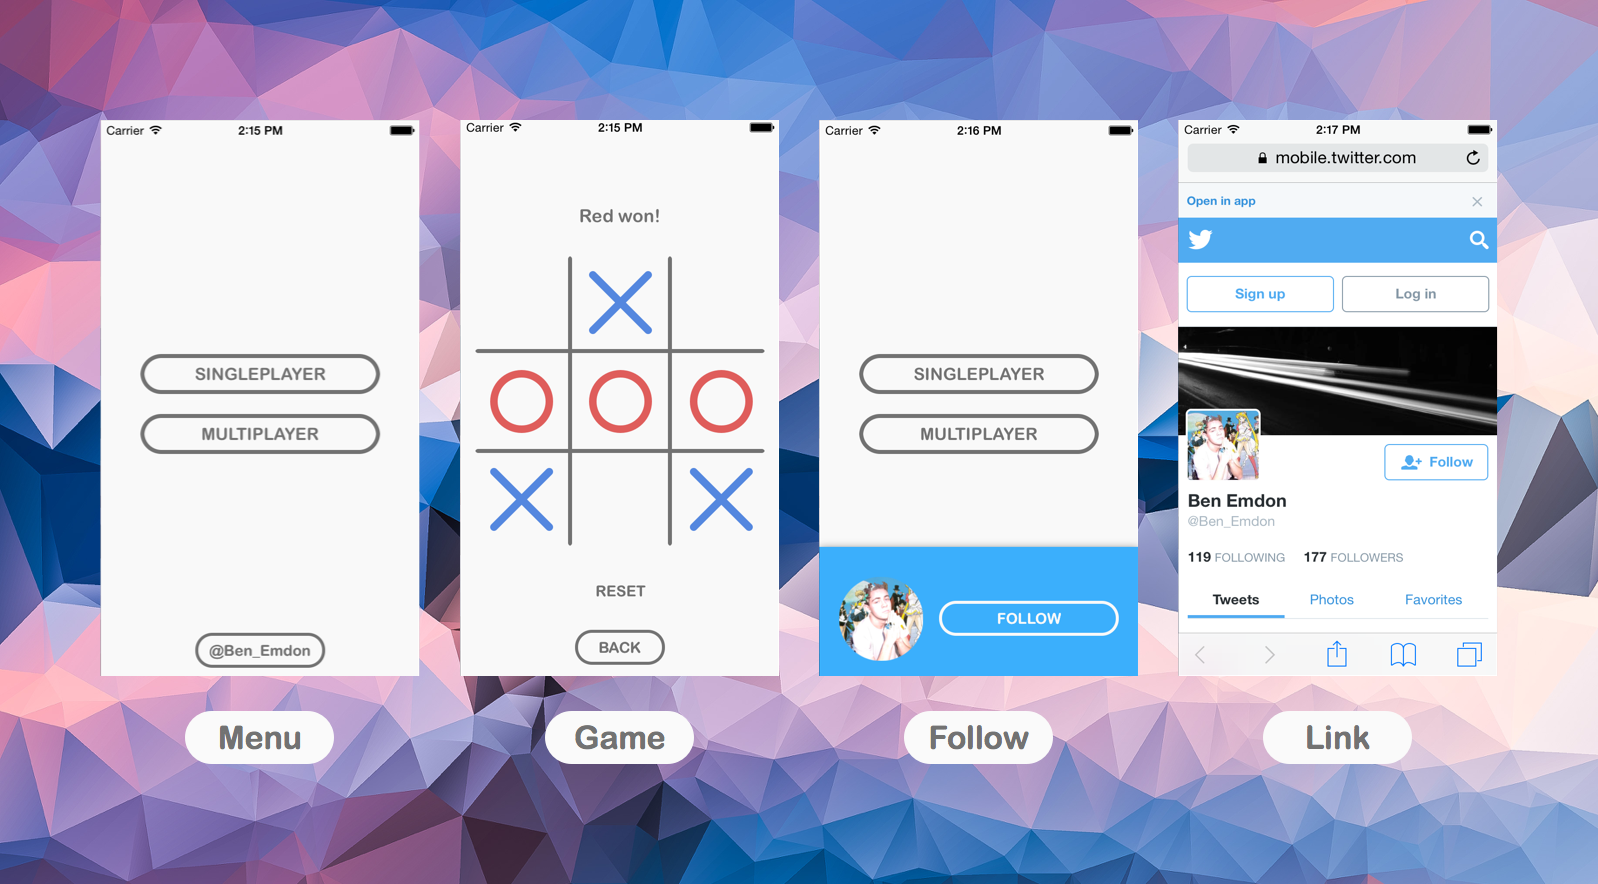 Carrier 2:15 PM
SINGLEPLAYER
MULTIPLAYER
@Ben_Emdon
Menu
Carrier 2:15 PM
Red won!
RESET
BACK
Game
Carrier 2:16 PM
SINGLEPLAYER
MULTIPLAYER
FOLLOW
Follow
Carrier 2:17 PM
mobile.twitter.com
Open in app
Sign up Log in
Follow
Ben Emdon
@Ben_Emdon
119 FOLLOWING 177 FOLLOWERS
Tweets Photos Favorites
Link